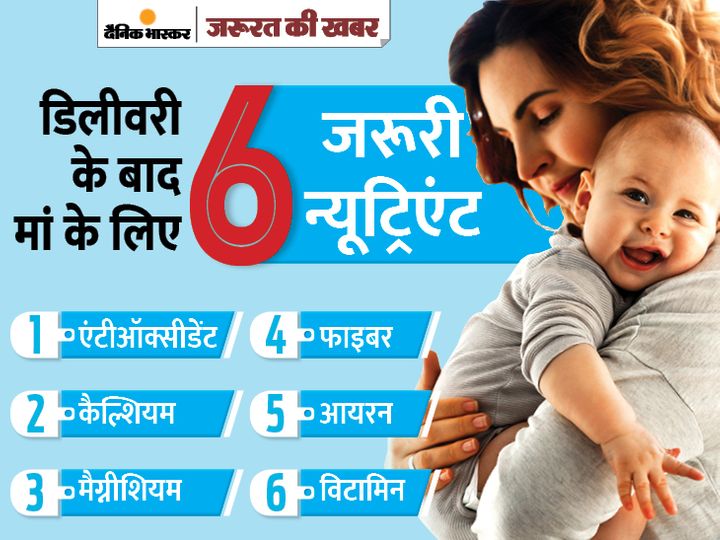 दैनिक भास्कर जरूरत की खबर
डिलीवरी
के बाद
मां के लिए
6
जरूरी
न्यूट्रिएंट
1 एंटीऑक्सीडेंट
2 कैल्शियम
3 मैग्नीशियम
4 फाइबर
5 आयरन
6 विटामिन